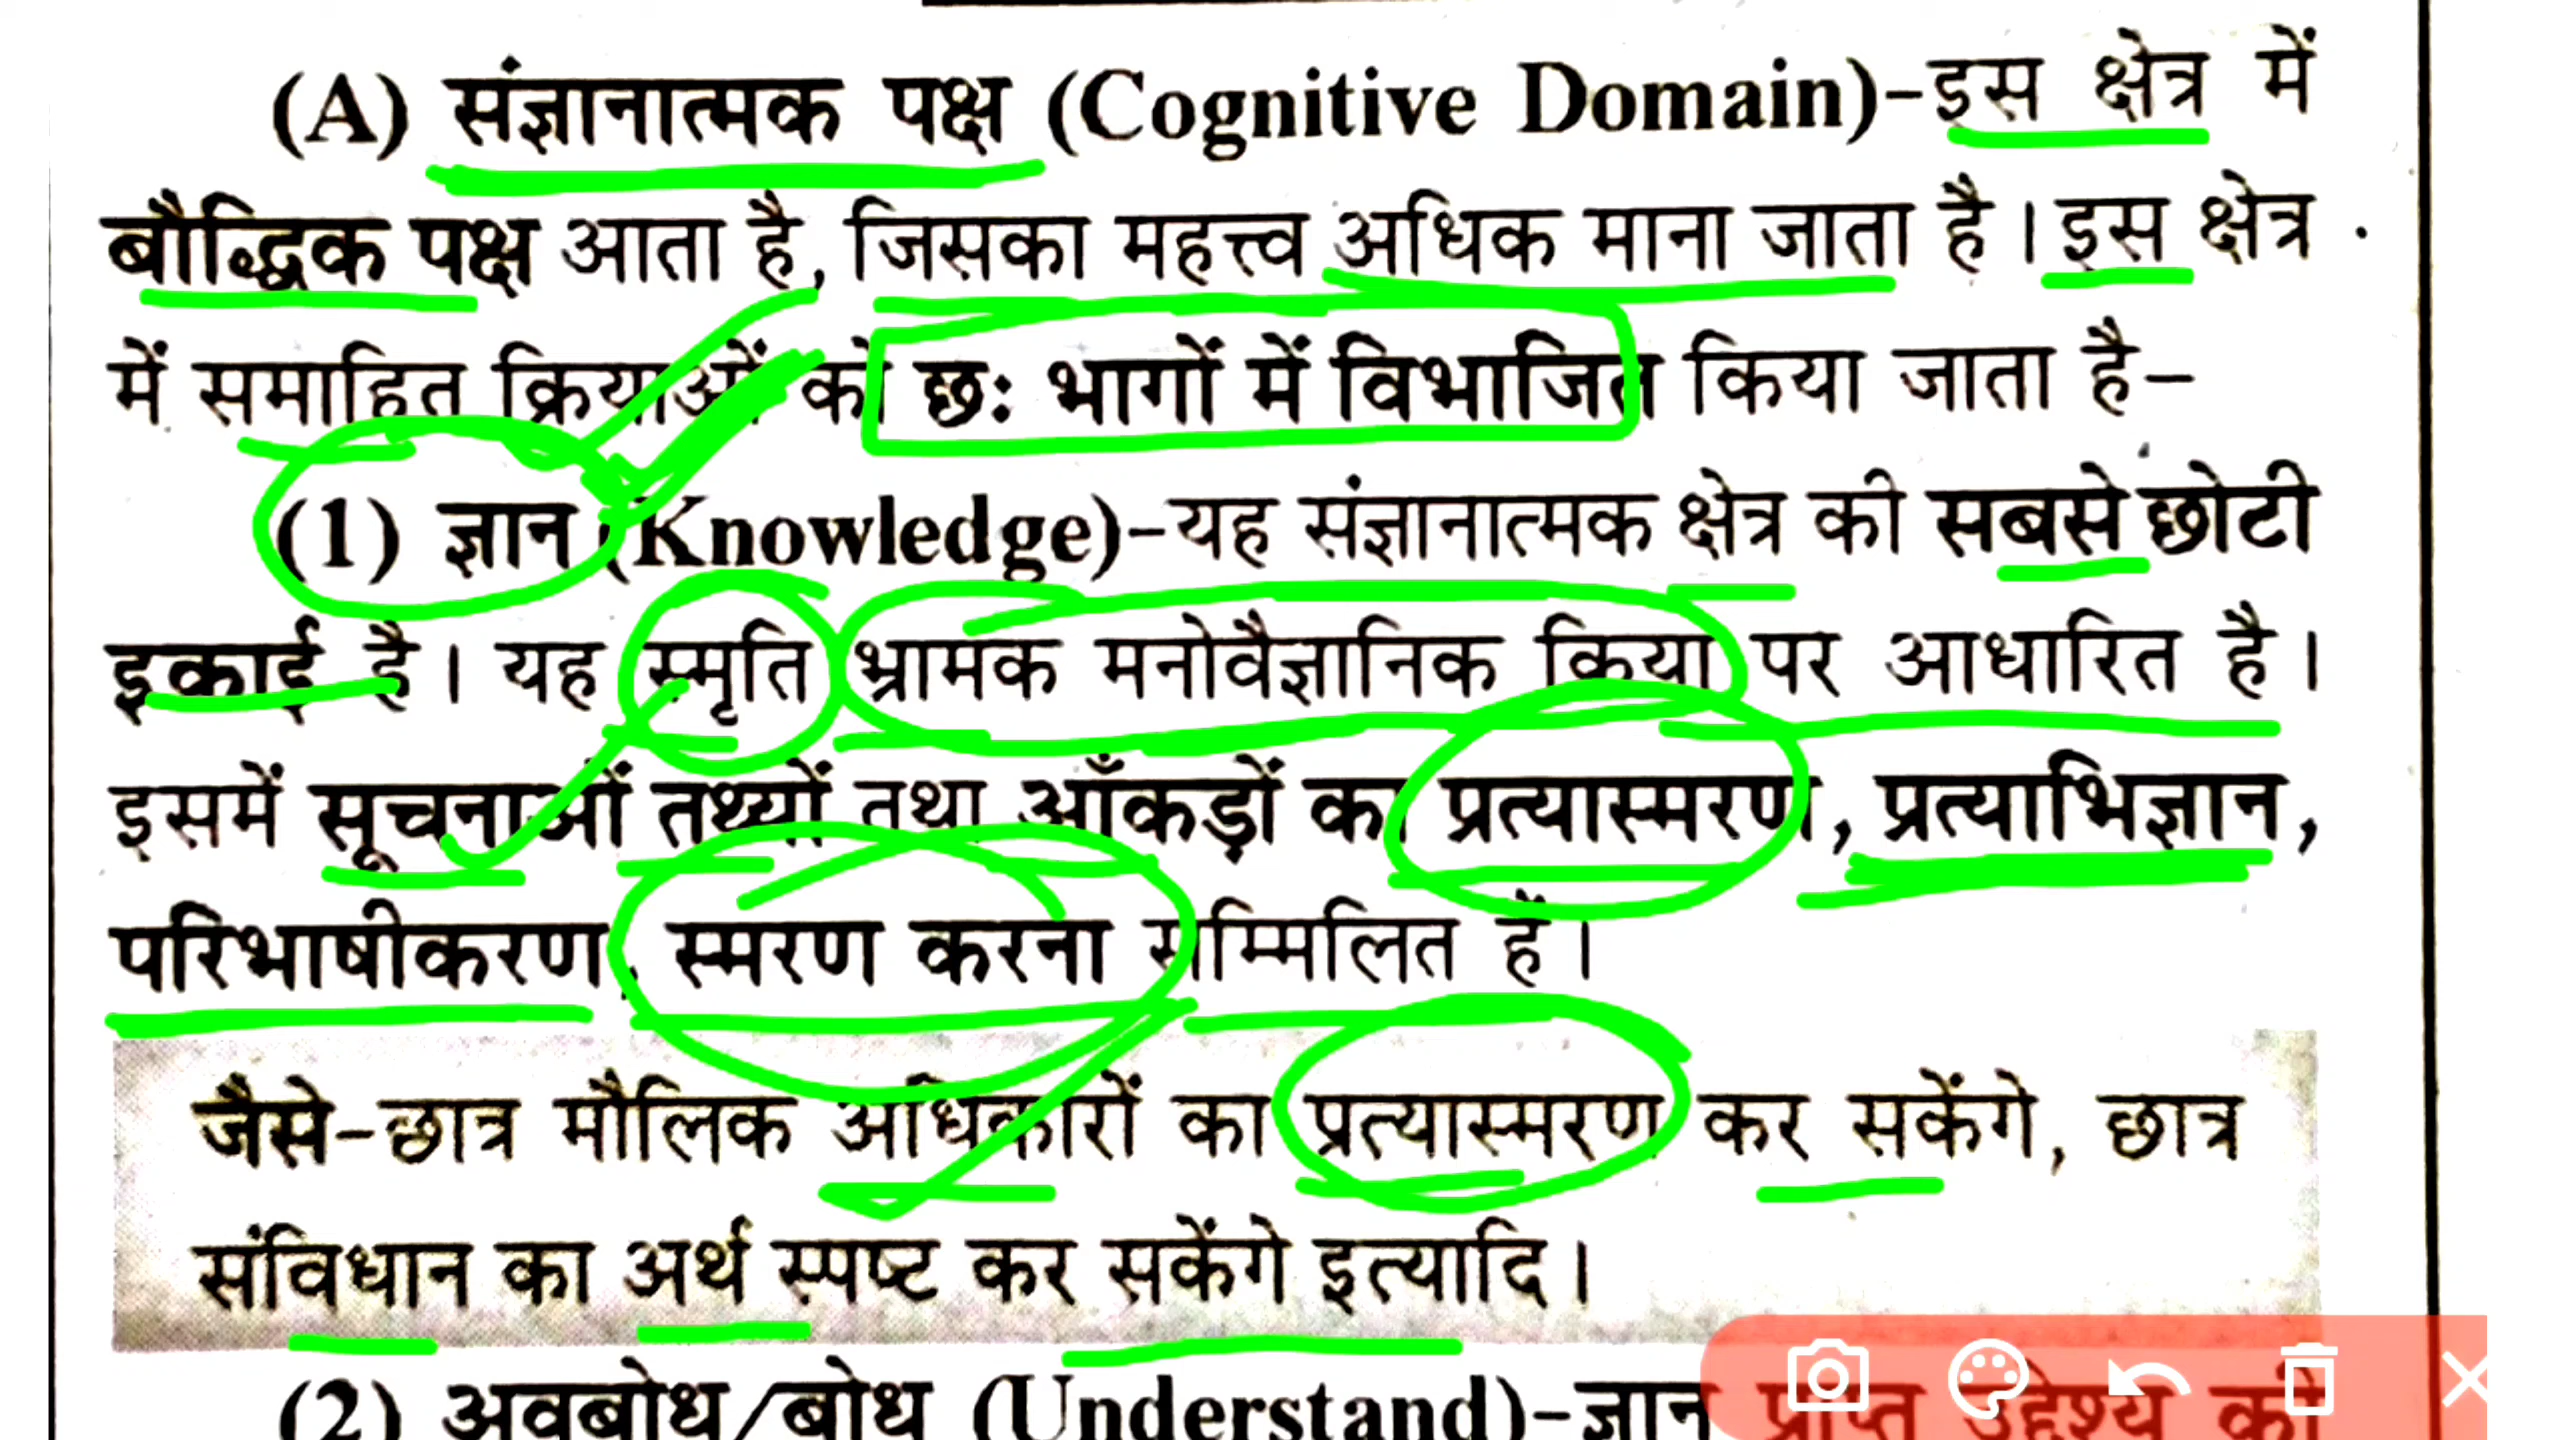 (A) संज्ञानात्मक पक्ष (Cognitive Domain)-इस क्षेत्र में
बौद्धिक पक्ष आता है, जिसका महत्त्व अधिक माना जाता है। इस क्षेत्र
में समाहित क्रियाओं को छः भागों में विभाजित किया जाता है–
(1) ज्ञान (Knowledge)-यह संज्ञानात्मक क्षेत्र की सबसे छोटी
इकाई है। यह स्मृति भ्रामक मनोवैज्ञानिक क्रिया पर आधारित है।
इसमें सूचनाओं तथ्यों तथा आँकड़ों का प्रत्यास्मरण, प्रत्याभिज्ञान,
परिभाषीकरण, स्मरण करना सम्मिलित हैं।
जैसे-छात्र मौलिक अधिकारों का प्रत्यास्मरण कर सकेंगे, छात्र
संविधान का अर्थ स्पष्ट कर सकेंगे इत्यादि।
(2) अवबोध/बोध (Understand)-ज्ञान प्राप्त उद्देश्य की